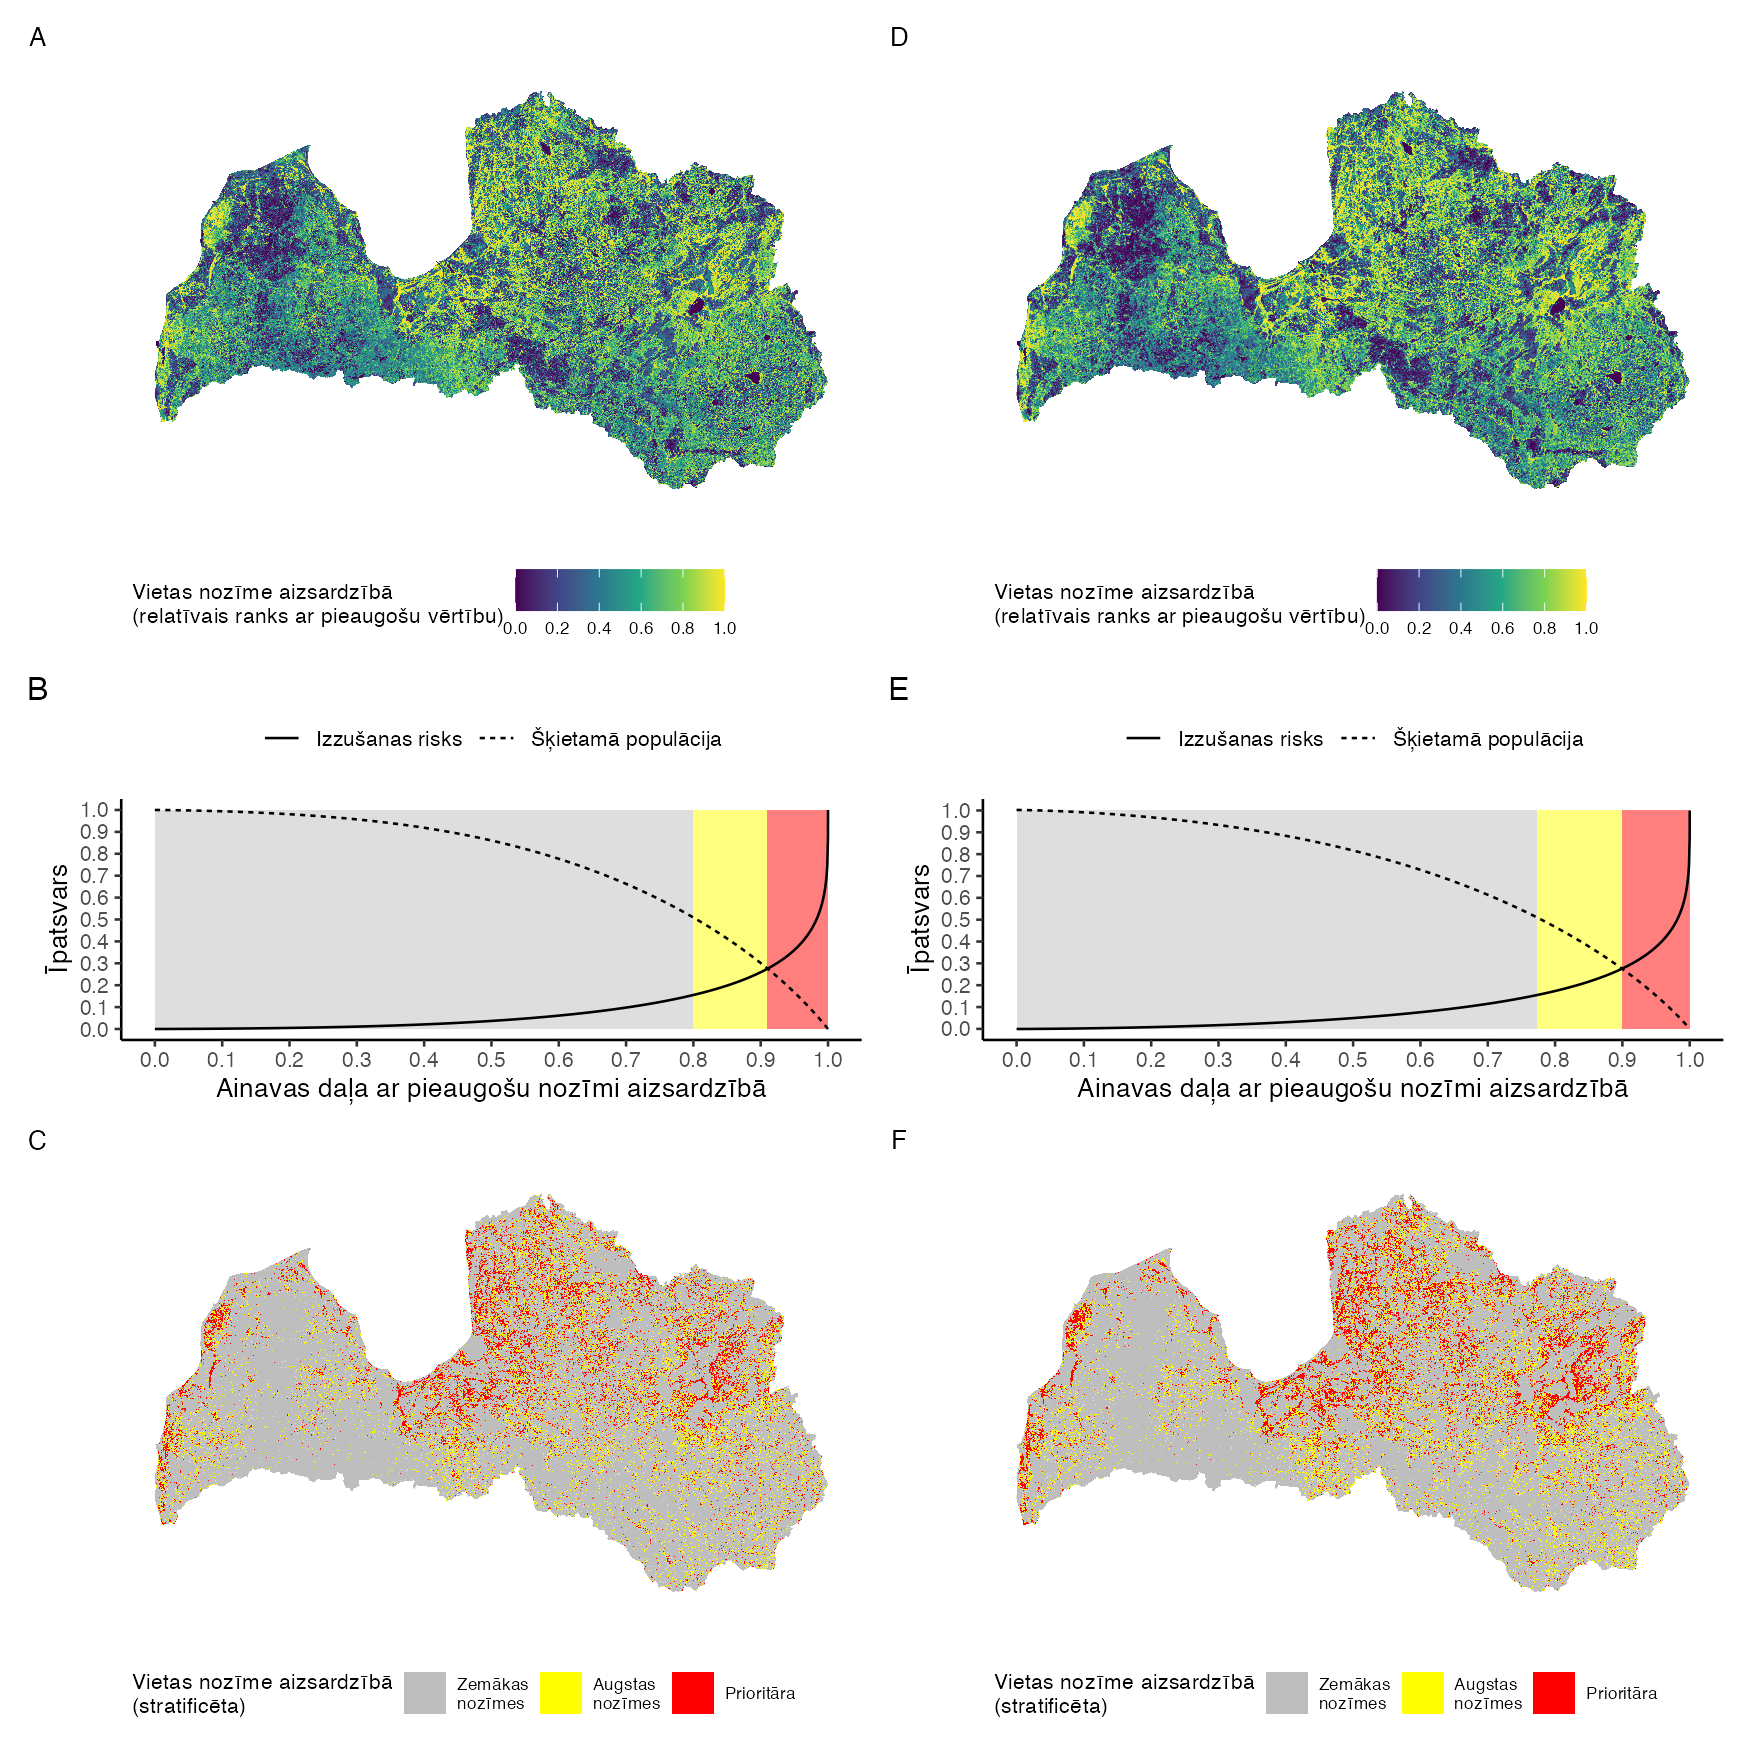 A
Vietas nozīme aizsardzībā
(relatīvais ranks ar pieaugošu vērtību)
0.0 0.2 0.4 0.6 0.8 1.0
D
Vietas nozīme aizsardzībā
(relatīvais ranks ar pieaugošu vērtību)
0.0 0.2 0.4 0.6 0.8 1.0
B
Izzušanas risks
Šķietamā populācija
Īpatsvars
1.0
0.9
0.8
0.7
0.6
0.5
0.4
0.3
0.2
0.1
0.0
0.0 0.1 0.2 0.3 0.4 0.5 0.6 0.7 0.8 0.9 1.0
Ainavas daļa ar pieaugošu nozīmi aizsardzībā
E
Izzušanas risks
Šķietamā populācija
Īpatsvars
1.0
0.9
0.8
0.7
0.6
0.5
0.4
0.3
0.2
0.1
0.0
0.0 0.1 0.2 0.3 0.4 0.5 0.6 0.7 0.8 0.9 1.0
Ainavas daļa ar pieaugošu nozīmi aizsardzībā
C
Vietas nozīme aizsardzībā
(stratificēta)
Zemākas
nozīmes
Augstas
nozīmes
Prioritāra
F
Vietas nozīme aizsardzībā
(stratificēta)
Zemākas
nozīmes
Augstas
nozīmes
Prioritāra